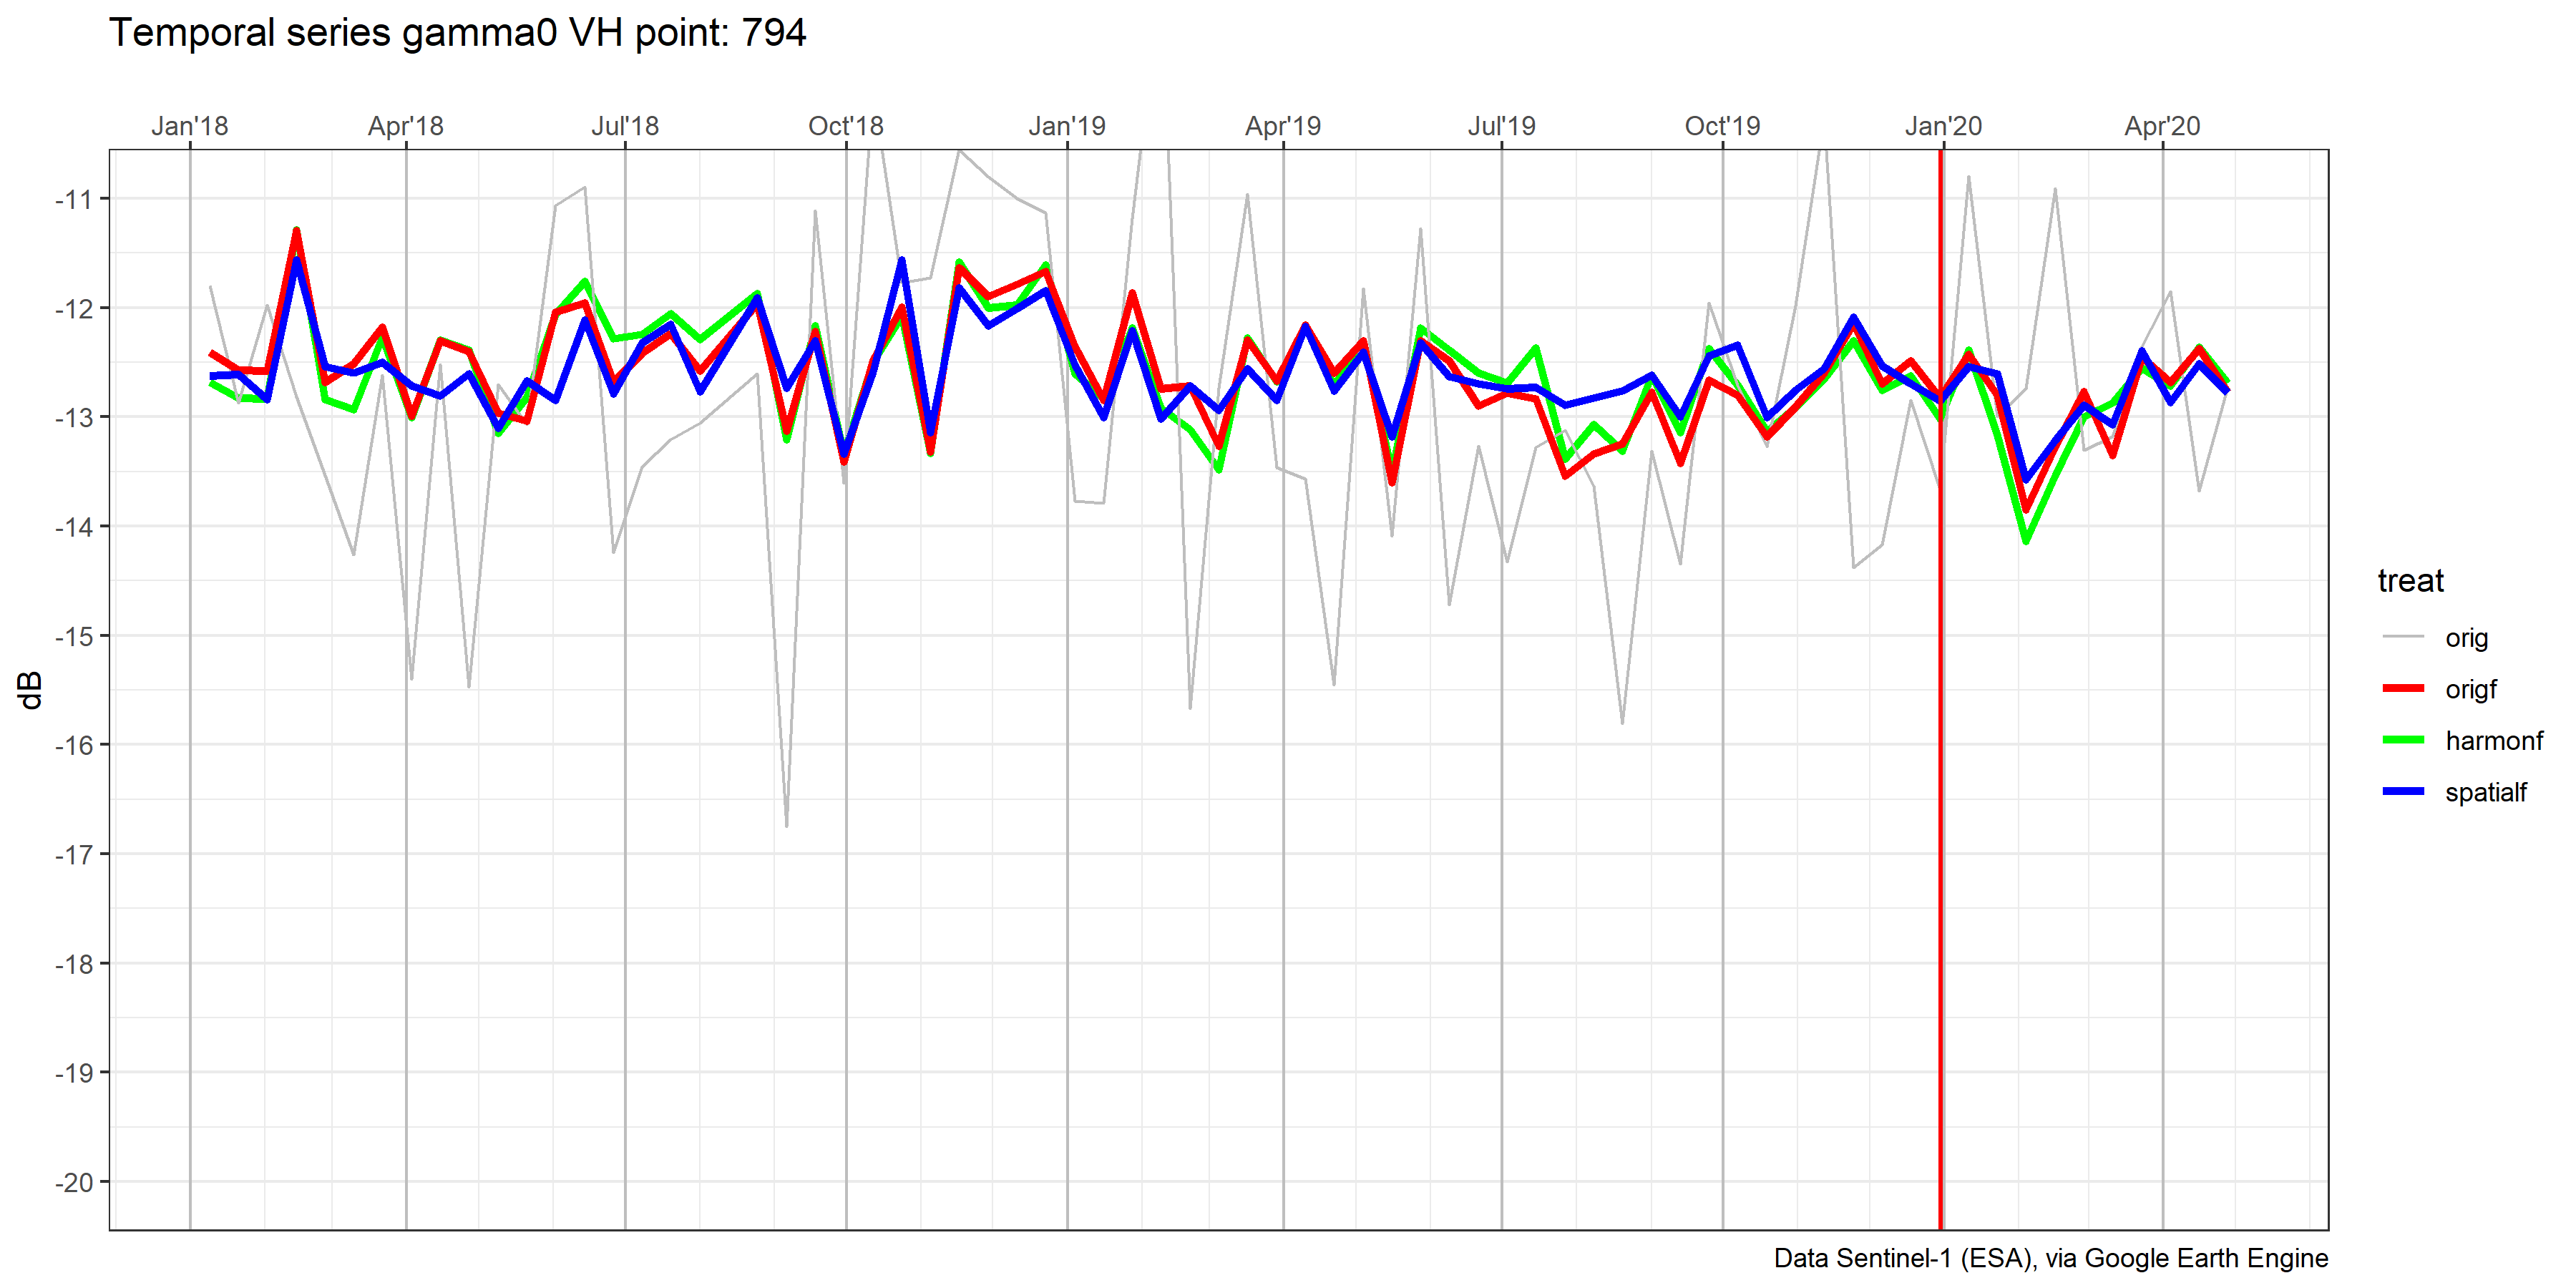 Temporal series gamma0 VH point: 794
Jan'18 Apr'18 Jul'18 Oct'18 Jan'19 Apr'19 Jul'19 Oct'19 Jan'20 Apr'20
-11
-12
-13
-14
-15
-16
-17
-18
-19
-20
dB
treat
orig
origf
harmonf
spatialf
Data Sentinel-1 (ESA), via Google Earth Engine